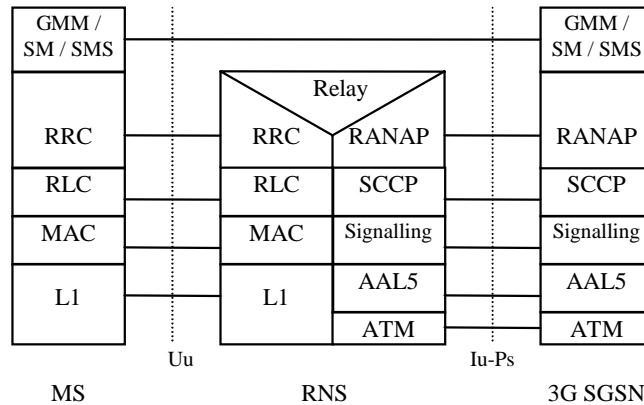 GMM /
SM / SMS
GMM /
SM / SMS
Relay
RRC
RRC
RANAP
RANAP
RLC
RLC
SCCP
SCCP
MAC
MAC
Signalling
Signalling
L1
L1
AAL5
AAL5
ATM
ATM
Uu
Iu-Ps
MS
RNS
3G SGSN